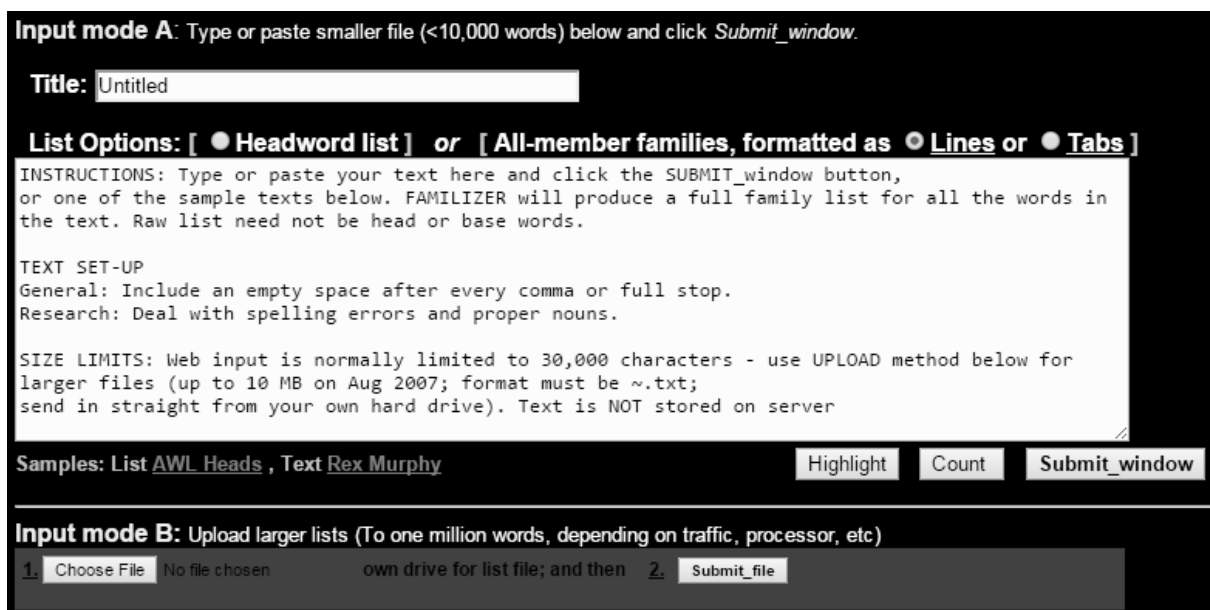 Input mode A: Type or paste smaller file (<10,000 words) below and click Submit_window.
Title: Untitled
List Options: [ Headword list ] or [ All-member families, formatted as Lines or Tabs ]
INSTRUCTIONS: Type or paste your text here and click the SUBMIT_window button,
or one of the sample texts below. FAMILIZER will produce a full family list for all the words in
the text. Raw list need not be head or base words.
TEXT SET-UP
General: Include an empty space after every comma or full stop.
Research: Deal with spelling errors and proper nouns.
SIZE LIMITS: Web input is normally limited to 30,000 characters - use UPLOAD method below for
larger files (up to 10 MB on Aug 2007; format must be ~.txt;
send in straight from your own hard drive). Text is NOT stored on server
Samples: List AWL Heads , Text Rex Murphy Highlight Count Submit_window
Input mode B: Upload larger lists (To one million words, depending on traffic, processor, etc)
1. Choose File No file chosen own drive for list file; and then 2. Submit_file